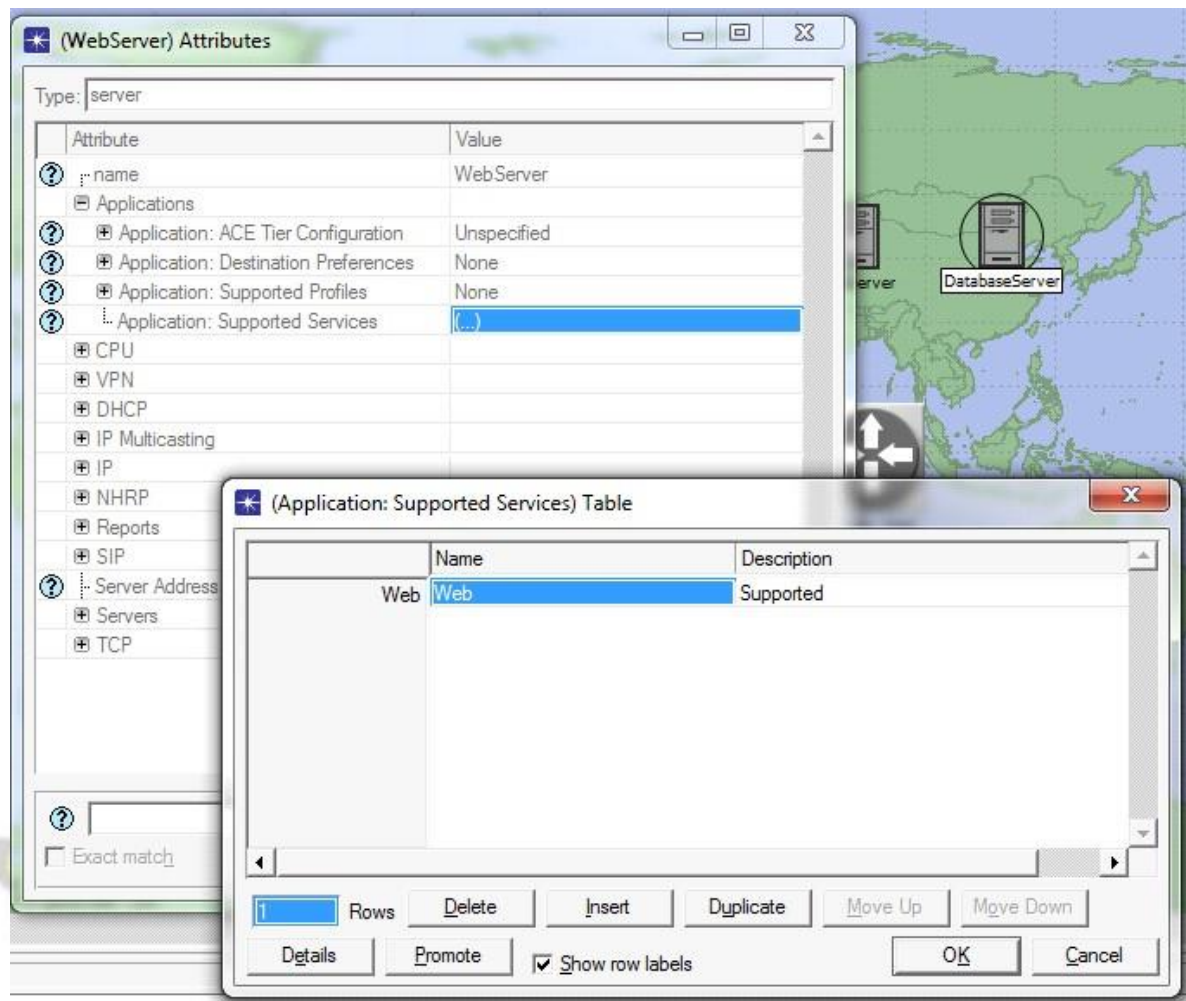 (WebServer) Attributes
Type: server
Attribute Value
name WebServer
Applications
Application: ACE Tier Configuration Unspecified
Application: Destination Preferences None
Application: Supported Profiles None
Application: Supported Services (...)
CPU
VPN
DHCP
IP Multicasting
IP
NHRP
Reports
SIP
Server Address
Servers
TCP
Exact match
erver
DatabaseServer
(Application: Supported Services) Table
Name Description
Web Web Supported
1 Rows Delete Insert Duplicate Move Up Move Down
Details Promote Show row labels OK Cancel